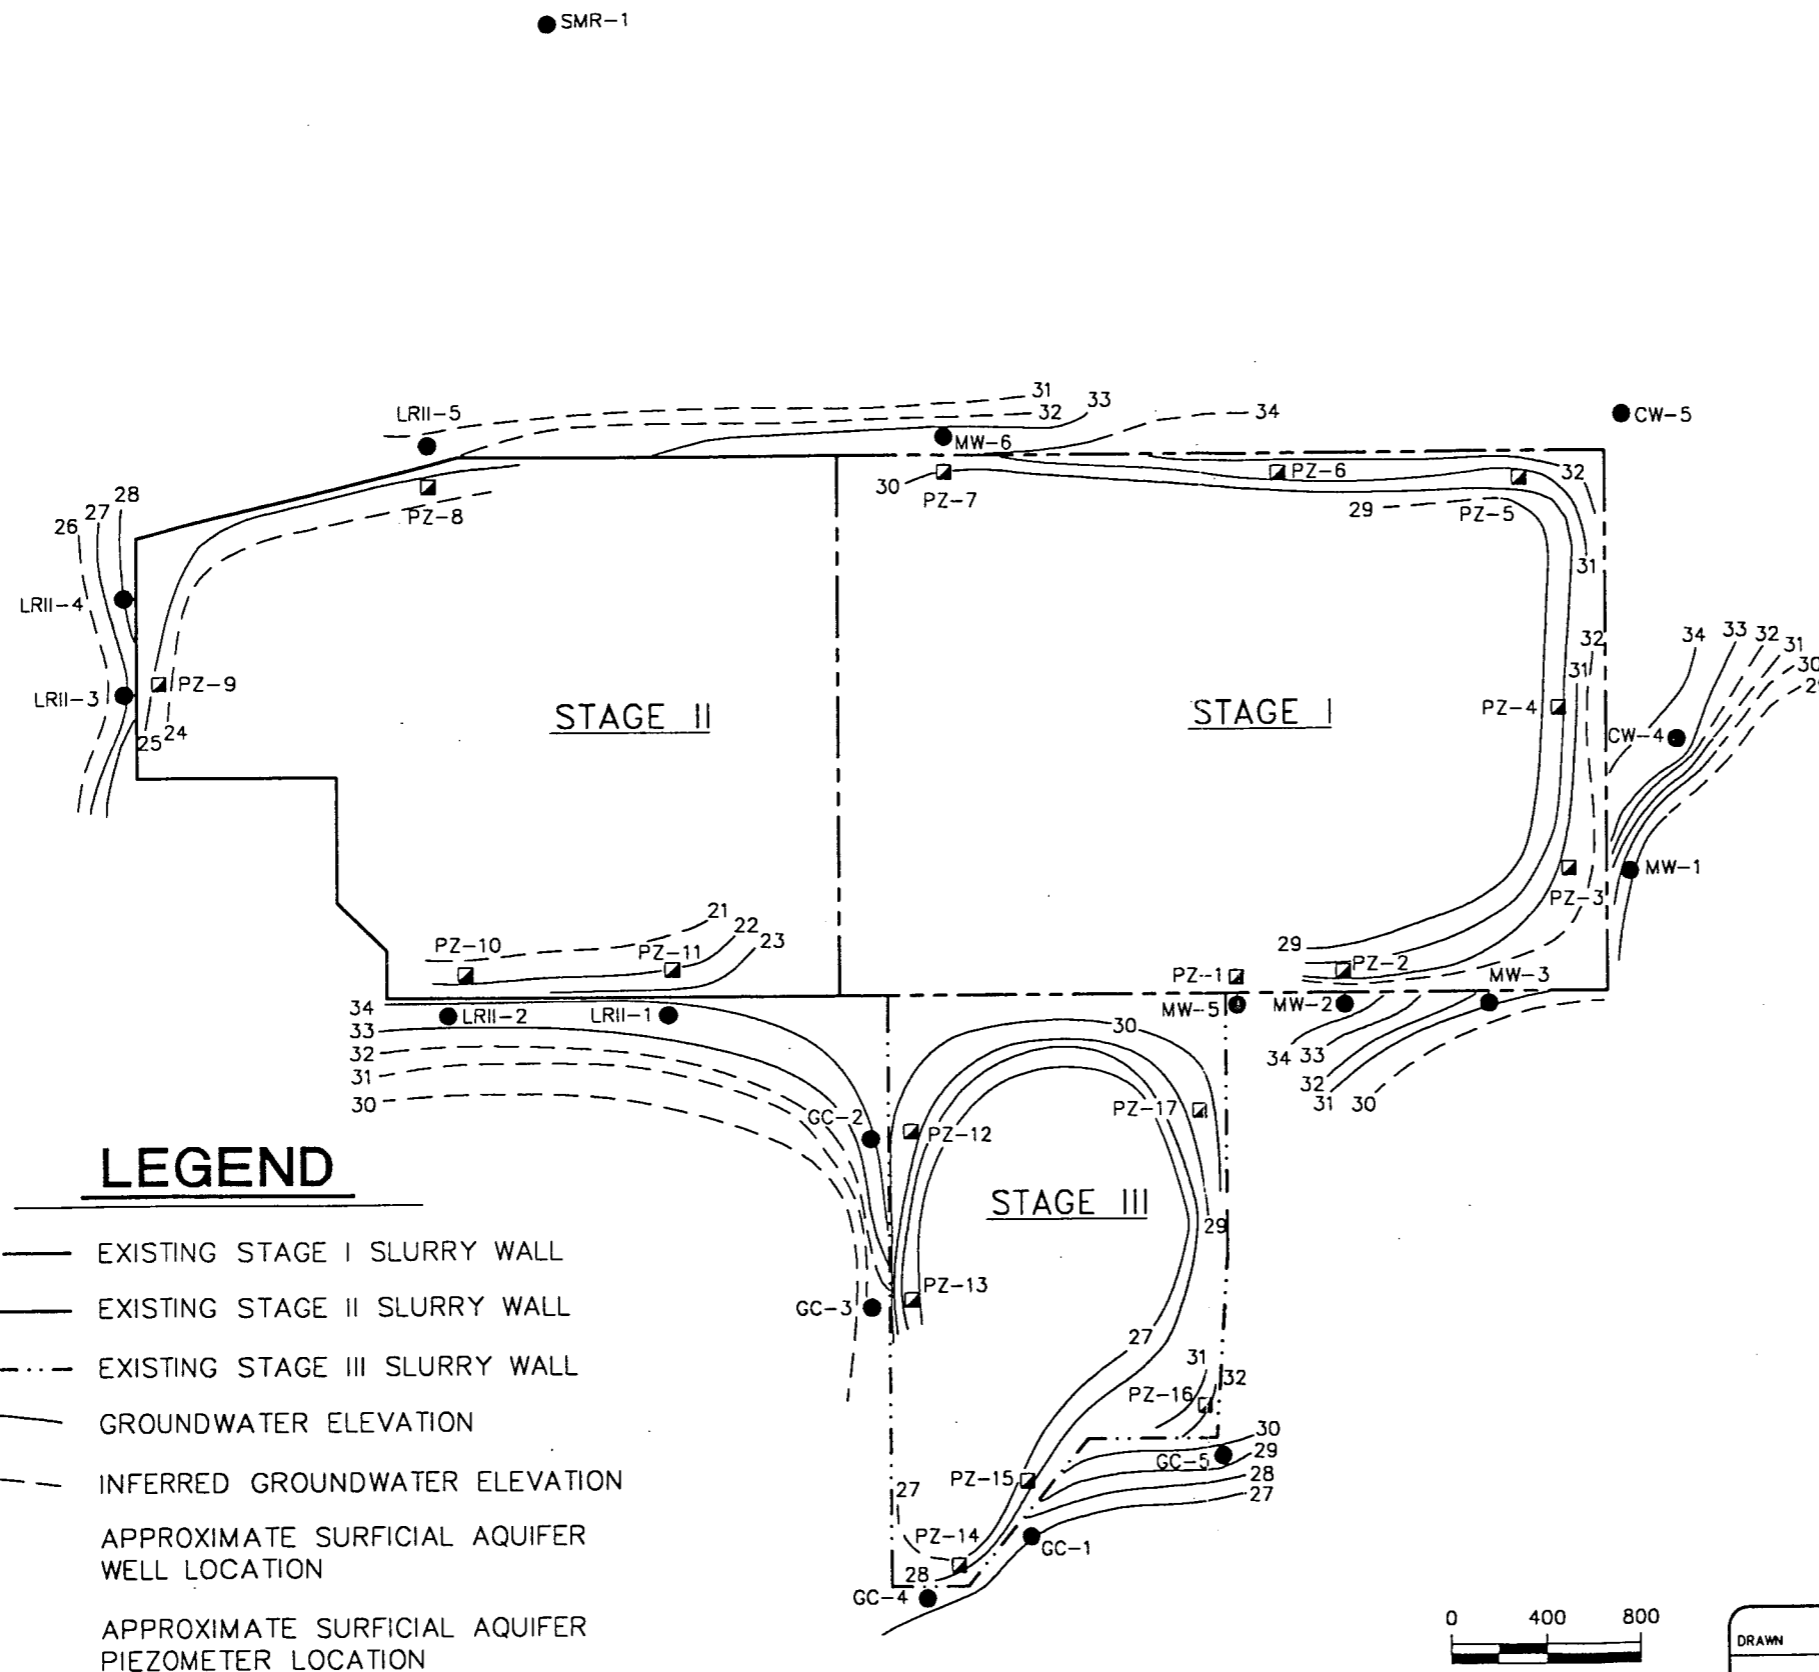 SMR-1
31
32
33
34
LRII-5
MW-6
CW-5
PZ-6
32
30
PZ-7
29
PZ-5
PZ-8
28
27
26
31
LRII-4
LRII-3
PZ-9
25
24
STAGE II
STAGE I
32
31
PZ-4
34
33
32
31
30
29
CW-4
MW-1
PZ-3
21
22
23
PZ-10
PZ-11
29
PZ-1
PZ-2
MW-3
34
LRII-2
LRII-1
MW-5
MW-2
33
32
31
30
30
34
33
32
31
30
GC-2
PZ-12
PZ-17
STAGE III
29
PZ-13
GC-3
27
31
32
PZ-16
30
29
28
27
GC-5
PZ-15
27
PZ-14
GC-1
28
GC-4
LEGEND
EXISTING STAGE I SLURRY WALL
EXISTING STAGE II SLURRY WALL
EXISTING STAGE III SLURRY WALL
GROUNDWATER ELEVATION
INFERRED GROUNDWATER ELEVATION
APPROXIMATE SURFICIAL AQUIFER
WELL LOCATION
APPROXIMATE SURFICIAL AQUIFER
PIEZOMETER LOCATION
0 400 800
DRAWN